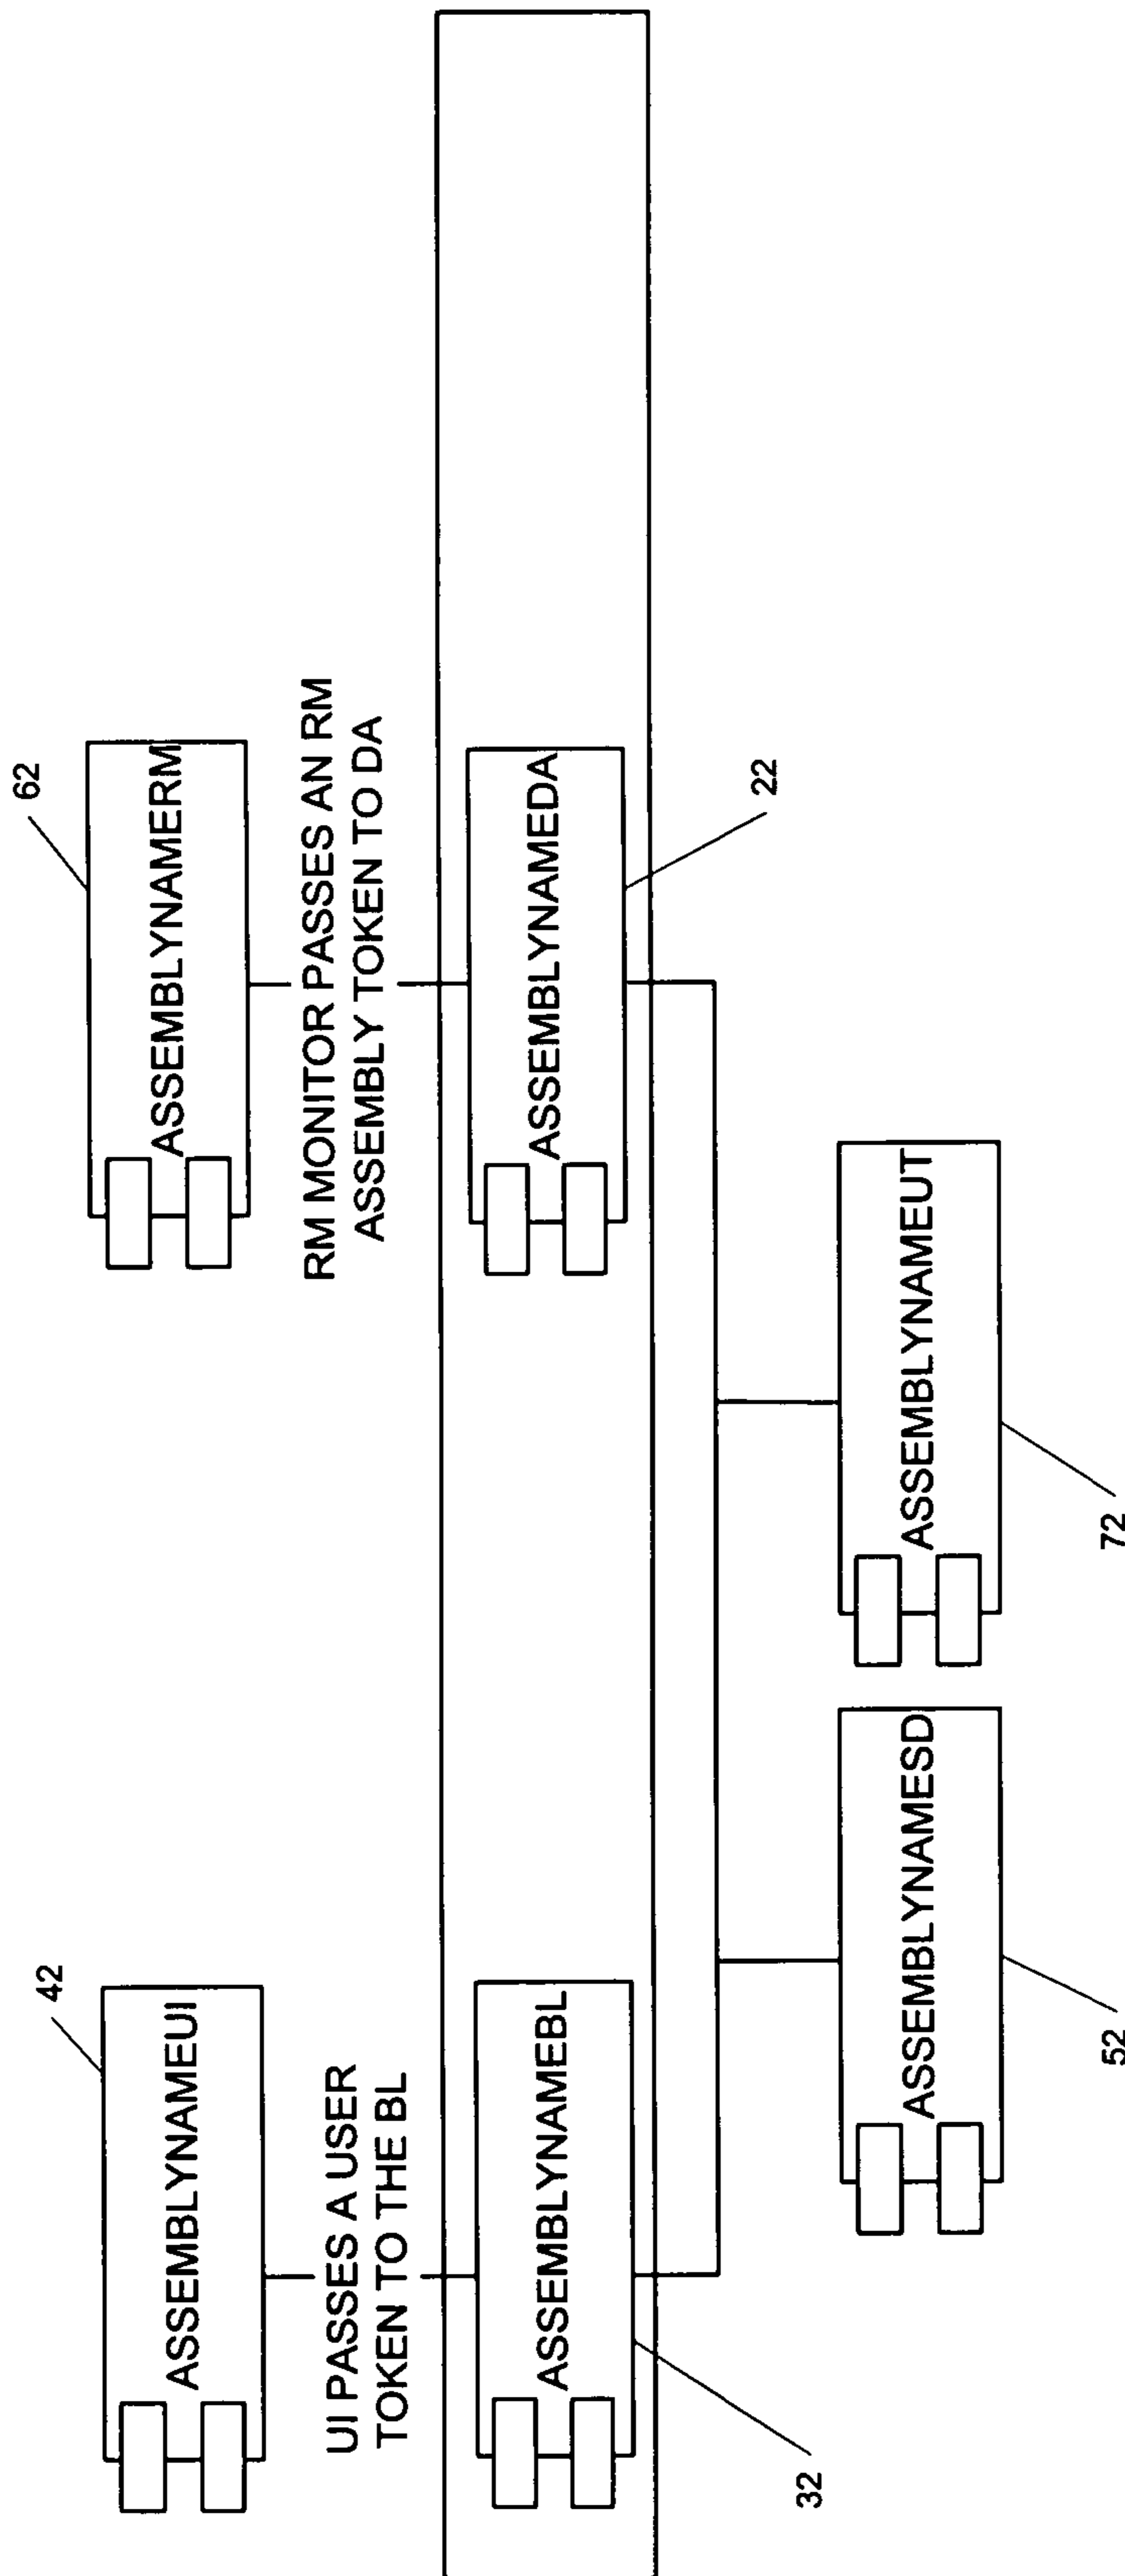 42
ASSEMBLYNAMEUI
UI PASSES A USER
TOKEN TO THE BL
ASSEMBLYNAMEBL
32
62
ASSEMBLYNAMERM
RM MONITOR PASSES AN RM
ASSEMBLY TOKEN TO DA
ASSEMBLYNAMEDA
22
ASSEMBLYNAMESD
52
ASSEMBLYNAMEUT
72